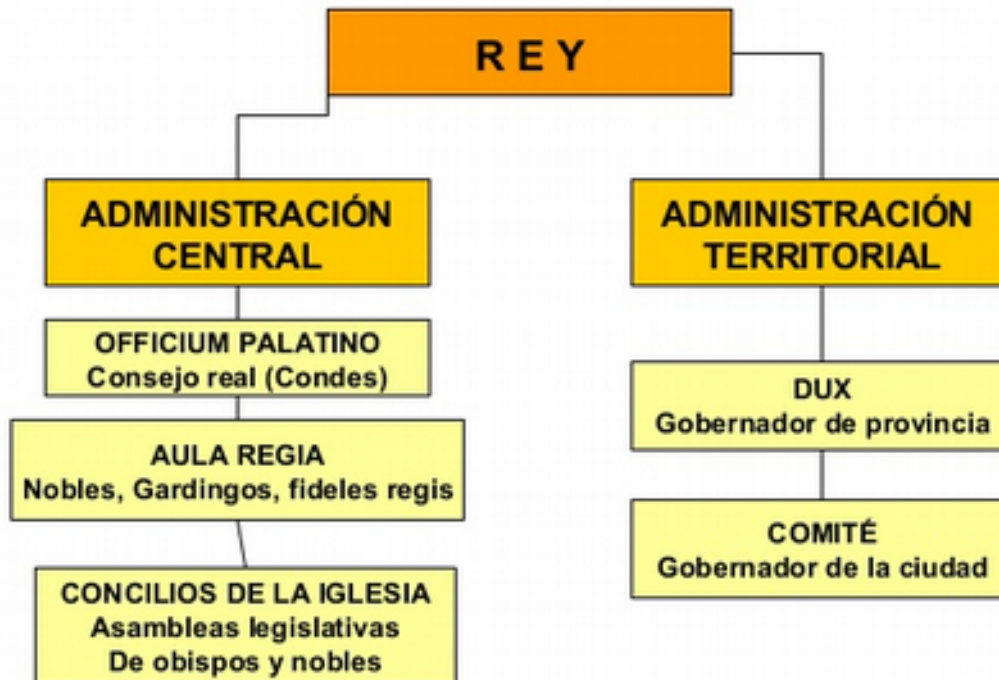 R E Y
ADMINISTRACIÓN
CENTRAL
OFFICIUM PALATINO
Consejo real (Condes)
AULA REGIA
Nobles, Gardingos, fideles regis
CONCILIOS DE LA IGLESIA
Asambleas legislativas
De obispos y nobles
ADMINISTRACIÓN
TERRITORIAL
DUX
Gobernador de provincia
COMITÉ
Gobernador de la ciudad